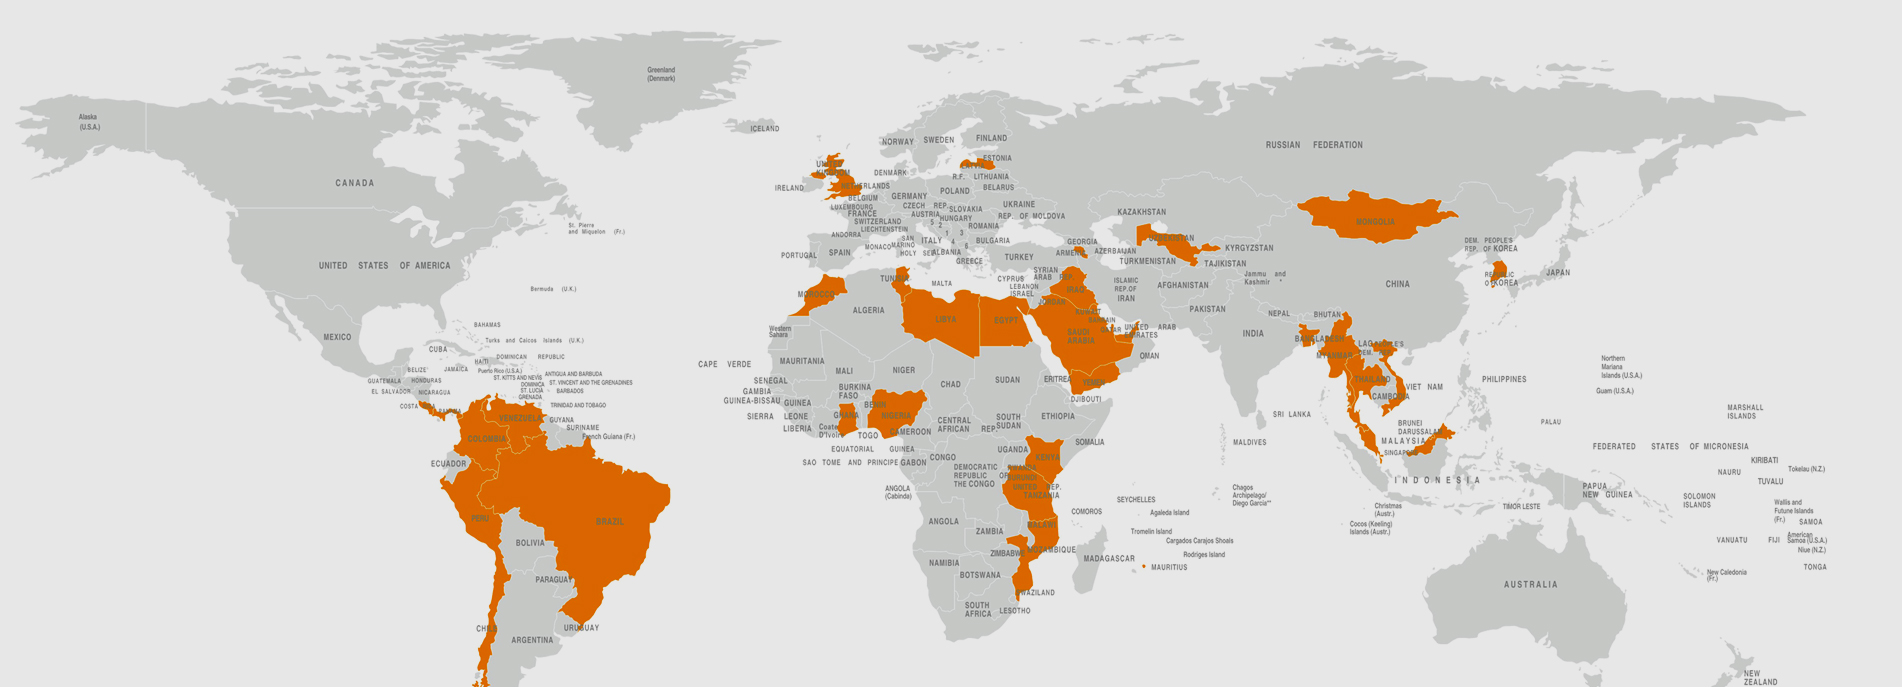 Greenland
(Denmark)
Alaska
(U.S.A.)
ICELAND
NORWAY
SWEDEN
FINLAND
RUSSIAN FEDERATION
ESTONIA
LATVIA
UNITED
KINGDOM
DENMARK
R.F.
LITHUANIA
CANADA
IRELAND
NETHERLANDS
POLAND
BELARUS
BELGIUM
GERMANY
LUXEMBOURG
CZECH REP.
SLOVAKIA
UKRAINE
FRANCE
AUSTRIA
HUNGARY
REP. OF MOLDOVA
KAZAKHSTAN
MONGOLIA
SWITZERLAND
S
2
ROMANIA
LIECHTENSTEIN
St. Pierre
and Miquelon (Fr.)
ANDORRA
SAN
MARINO
1
3
ITALY
4
6
BULGARIA
GEORGIA
UZBEKISTAN
MONACO
HOLY SEE
ALBANIA
PORTUGAL
SPAIN
GREECE
TURKEY
ARMENIA
AZERBAIJAN
KYRGYZSTAN
DEM. PEOPLE'S
REP. OF KOREA
UNITED STATES OF AMERICA
TURKMENISTAN
TAJIKISTAN
JAPAN
TUNISIA
MALTA
CYPRUS
SYRIAN
ARAB REP.
LEBANON
ISRAEL
ISLAMIC
REP.OF
IRAN
AFGHANISTAN
Jammu and
Kashmir *
CHINA
REPUBLIC
OF KOREA
Bermuda (U.K.)
MOROCCO
IRAQ
JORDAN
ALGERIA
LIBYA
EGYPT
KUWAIT
BAHRAIN
QATAR
UNITED ARAB
EMIRATES
PAKISTAN
NEPAL
BHUTAN
BAHAMAS
MEXICO
Western
Sahara
SAUDI
ARABIA
INDIA
BANGLADESH
CUBA
Turks and Caicos Islands (U.K.)
LAO PEOPLE'S
DEM. REP.
MYANMAR
OMAN
HAITI
DOMINICAN REPUBLIC
CAPE VERDE
MAURITANIA
MALI
NIGER
CHAD
SUDAN
ERITREA
YEMEN
THAILAND
VIET NAM
PHILIPPINES
Northern
Mariana
Islands (U.S.A.)
BELIZE
JAMAICA
Puerto Rico (U.S.A.)
ANTIGUA AND BARBUDA
ST. KITTS AND NEVIS
GUATEMALA
HONDURAS
DOMINICA
ST. VINCENT AND THE GRENADINES
EL SALVADOR
NICARAGUA
ST. LUCIA
BARBADOS
GRENADA
SENEGAL
GAMBIA
GUINEA-BISSAU
BURKINA
FASO
DJIBOUTI
CAMBODIA
Guam (U.S.A.)
COSTA RICA
PANAMA
TRINIDAD AND TOBAGO
GUINEA
BENIN
MARSHALL
ISLANDS
SIERRA LEONE
GHANA
NIGERIA
CENTRAL
AFRICAN REP.
SOUTH
SUDAN
ETHIOPIA
SRI LANKA
VENEZUELA
GUYANA
SURINAME
French Guiana (Fr.)
LIBERIA
Coate
D'Ivoire
TOGO
CAMEROON
SOMALIA
MALDIVES
BRUNEI
DARUSSALAM
PALAU
COLOMBIA
MALAYSIA
FEDERATED STATES OF MICRONESIA
EQUATORIAL GUINEA
UGANDA
KENYA
SINGAPORE
ECUADOR
SAO TOME AND PRINCIPE
GABON
CONGO
DEMOCRATIC
REPUBLIC OF
THE CONGO
RWANDA
BURUNDI
KIRIBATI
NAURU
Tokelau (N.Z.)
INDONESIA
TUVALU
UNITED REP.
TANZANIA
ANGOLA
(Cabinda)
SEYCHELLES
Chagos
Archipelago/
Diego Garcia**
PAPUA
NEW GUINEA
SOLOMON
ISLANDS
Wallis and
Futune Islands
(Fr.)
COMOROS
Agaleda Island
Christmas
(Austr.)
TIMOR LESTE
PERU
BRAZIL
ANGOLA
ZAMBIA
MALAWI
Tromelin Island
Cocos (Keeling)
Islands (Austr.)
SAMOA
American
Samoa (U.S.A.)
VANUATU
FIJI
BOLIVIA
ZIMBABWE
MOZAMBIQUE
Cargados Carajos Shoals
Niue (N.Z.)
NAMIBIA
MADAGASCAR
Rodriges Island
MAURITIUS
TONGA
PARAGUAY
BOTSWANA
New Caledonia
(Fr.)
AUSTRALIA
SWAZILAND
SOUTH
AFRICA
LESOTHO
CHILE
URUGUAY
ARGENTINA
NEW
ZEALAND